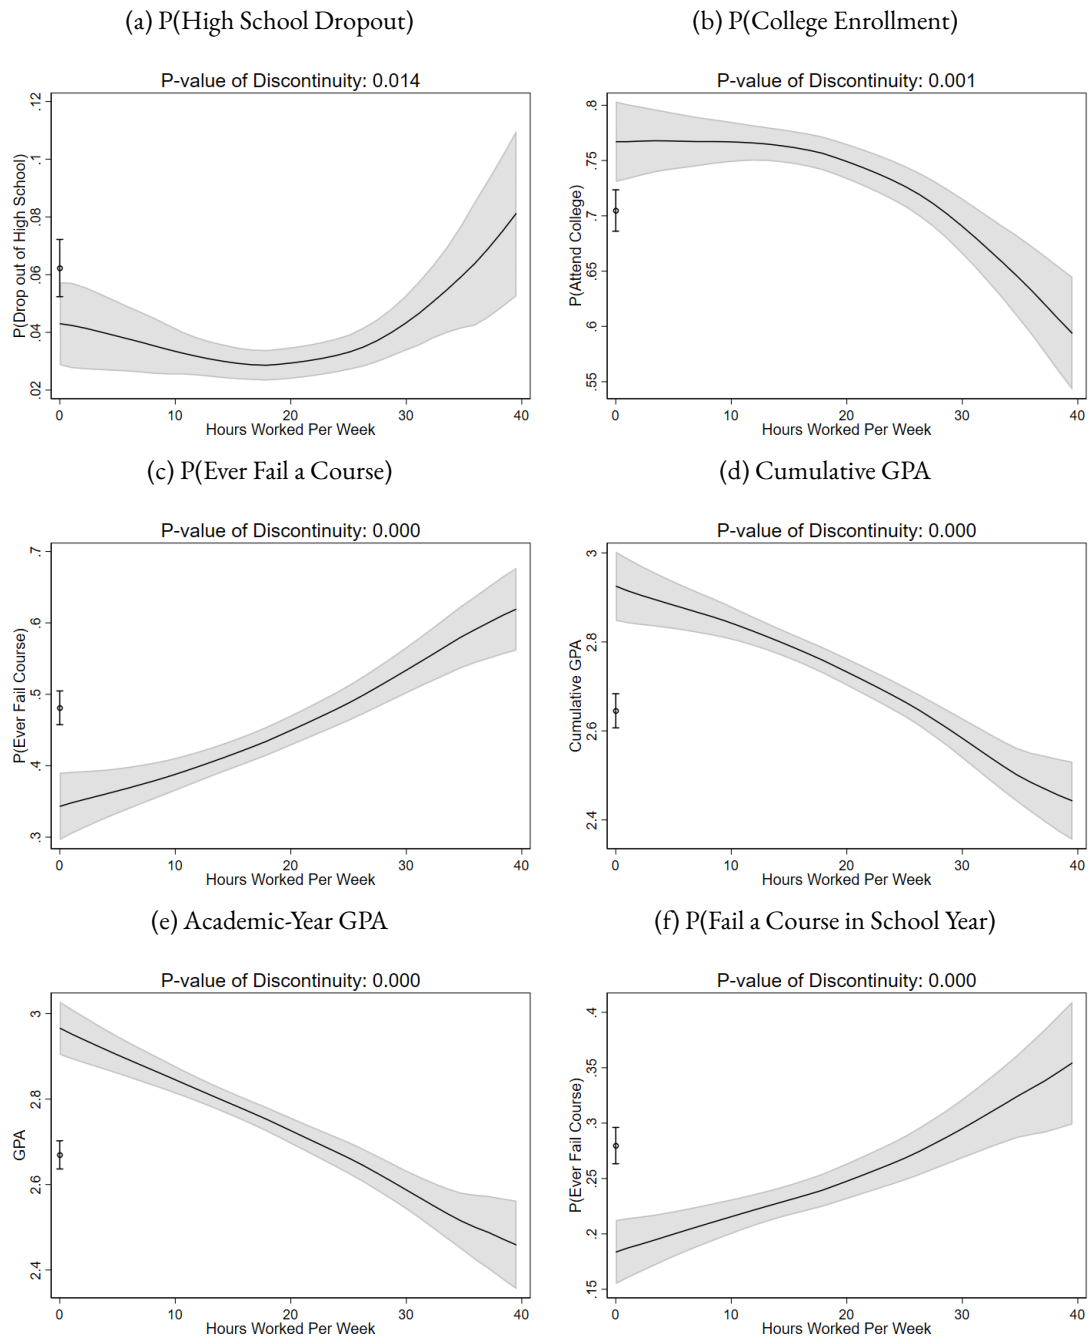 (a) P(High School Dropout)
P-value of Discontinuity: 0.014
P(Drop out of High School)
.12
.1
.08
.06
.04
.02
0 10 20 30 40
Hours Worked Per Week
(b) P(College Enrollment)
P-value of Discontinuity: 0.001
P(Attend College)
.8
.75
.7
.65
.6
.55
0 10 20 30 40
Hours Worked Per Week
(c) P(Ever Fail a Course)
P-value of Discontinuity: 0.000
P(Ever Fail Course)
.7
.6
.5
.4
.3
0 10 20 30 40
Hours Worked Per Week
(d) Cumulative GPA
P-value of Discontinuity: 0.000
Cumulative GPA
3
2.8
2.6
2.4
0 10 20 30 40
Hours Worked Per Week
(e) Academic-Year GPA
P-value of Discontinuity: 0.000
GPA
3
2.8
2.6
2.4
0 10 20 30 40
Hours Worked Per Week
(f) P(Fail a Course in School Year)
P-value of Discontinuity: 0.000
P(Ever Fail Course)
.4
.35
.3
.25
.2
.15
0 10 20 30 40
Hours Worked Per Week